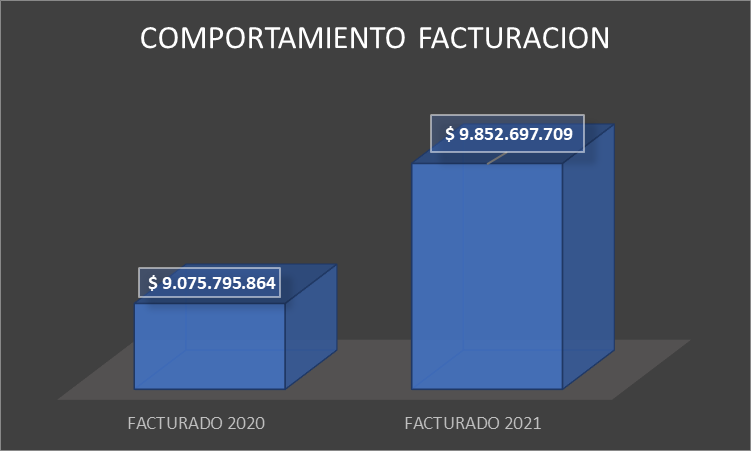 COMPORTAMIENTO FACTURACION
$ 9.852.697.709
$ 9.075.795.864
FACTURADO 2020
FACTURADO 2021